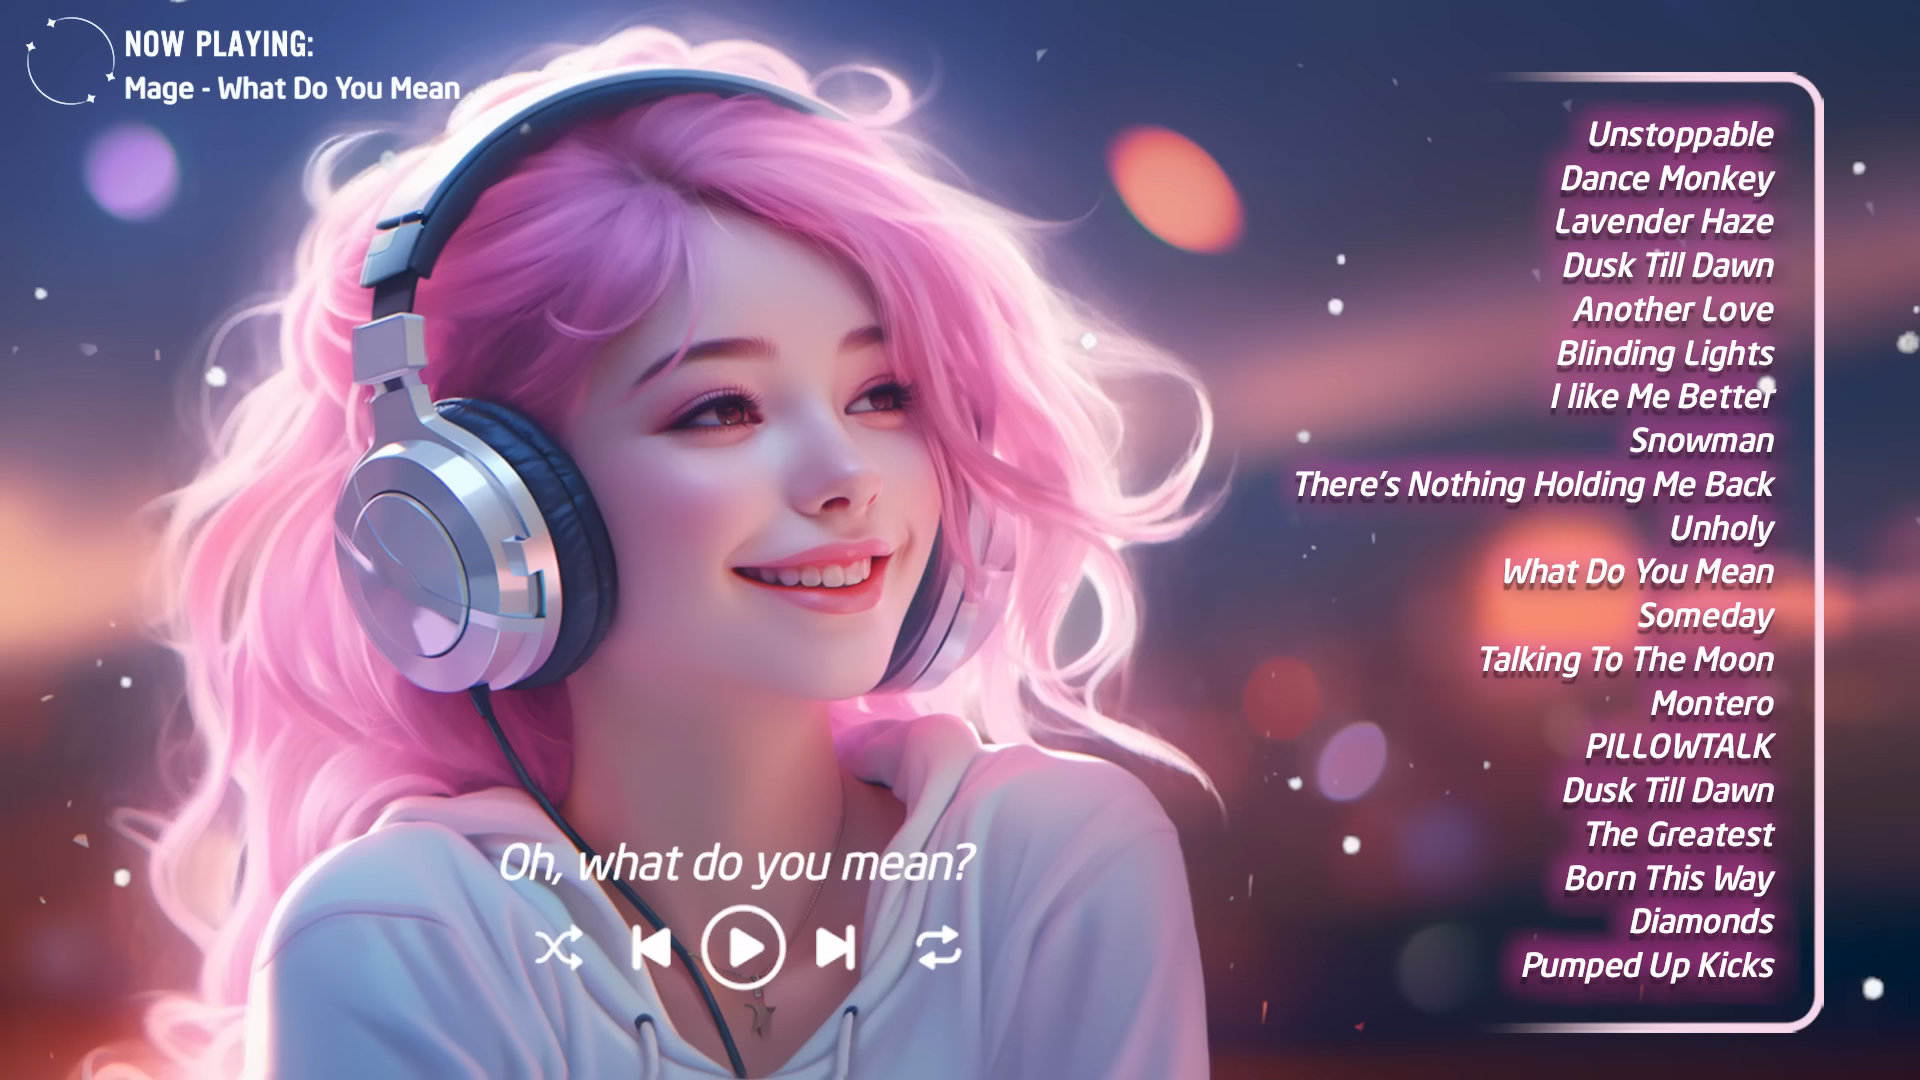 NOW PLAYING:
Mage - What Do You Mean
Unstoppable
Dance Monkey
Lavender Haze
Dusk Till Dawn
Another Love
Blinding Lights
I like Me Better
Snowman
There's Nothing Holding Me Back
Unholy
What Do You Mean
Someday
Talking To The Moon
Montero
PILLOWTALK
Dusk Till Dawn
The Greatest
Born This Way
Diamonds
Pumped Up Kicks
Oh, what do you mean?